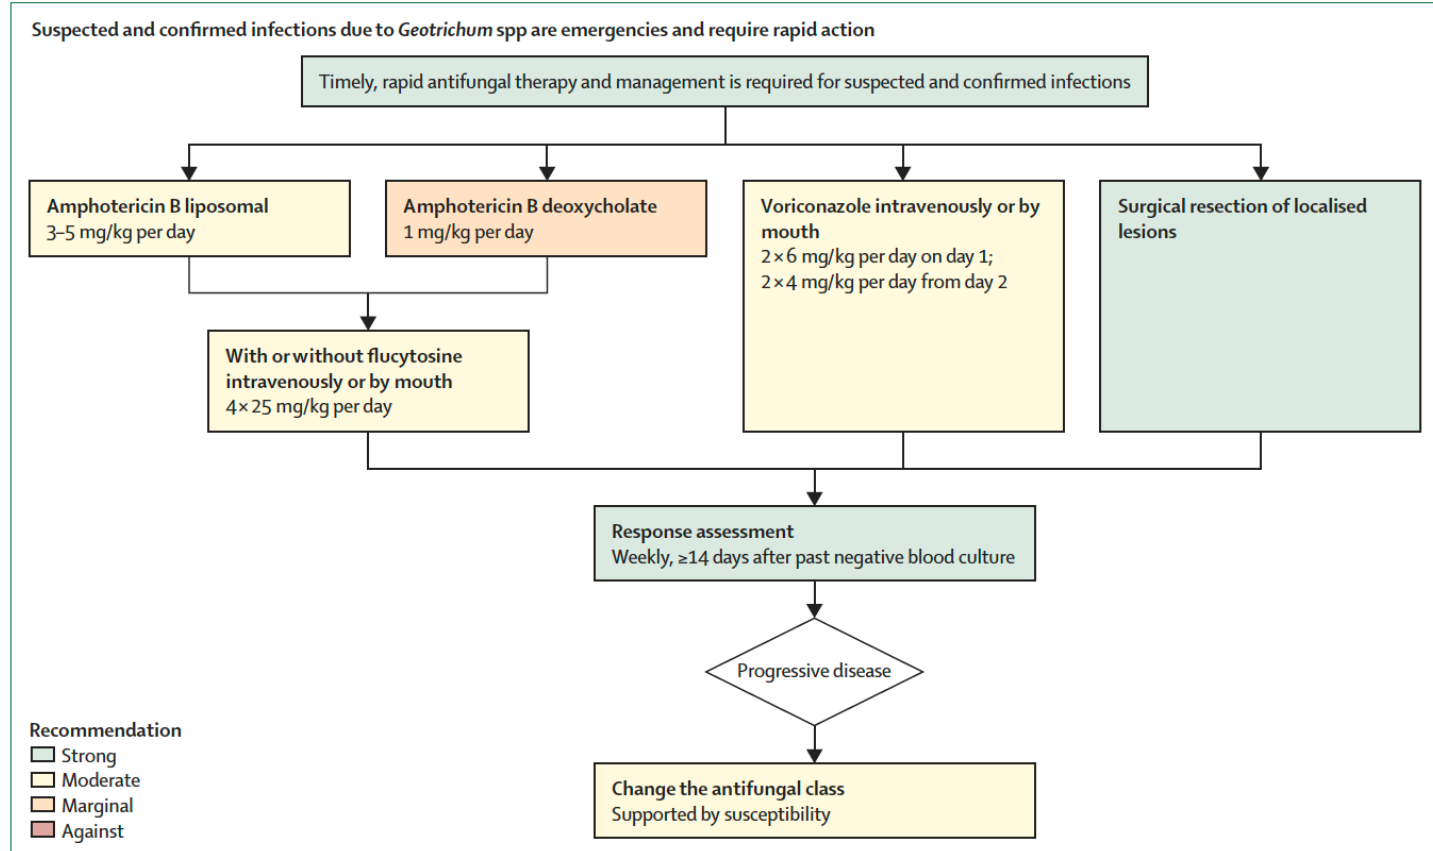 Suspected and confirmed infections due to Geotrichum spp are emergencies and require rapid action
Timely, rapid antifungal therapy and management is required for suspected and confirmed infections
Amphotericin B liposomal
3–5 mg/kg per day
Amphotericin B deoxycholate
1 mg/kg per day
Voriconazole intravenously or by
mouth
2 × 6 mg/kg per day on day 1;
2 × 4 mg/kg per day from day 2
Surgical resection of localised
lesions
With or without flucytosine
intravenously or by mouth
4 × 25 mg/kg per day
Response assessment
Weekly, ≥14 days after past negative blood culture
Progressive disease
Change the antifungal class
Supported by susceptibility
Recommendation
Strong
Moderate
Marginal
Against